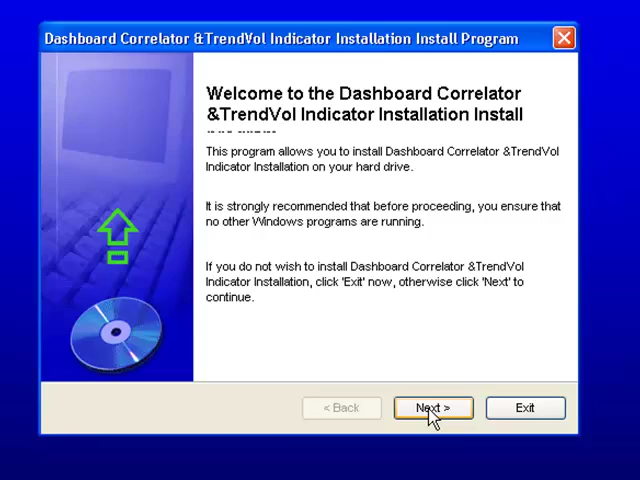 Dashboard Correlator &TrendVol Indicator Installation Install Program
Welcome to the Dashboard Correlator
&TrendVol Indicator Installation Install
This program allows you to install Dashboard Correlator &TrendVol
Indicator Installation on your hard drive.
It is strongly recommended that before proceeding, you ensure that
no other Windows programs are running.
If you do not wish to install Dashboard Correlator &TrendVol
Indicator Installation, click 'Exit' now, otherwise click 'Next' to
continue.
< Back
Next >
Exit